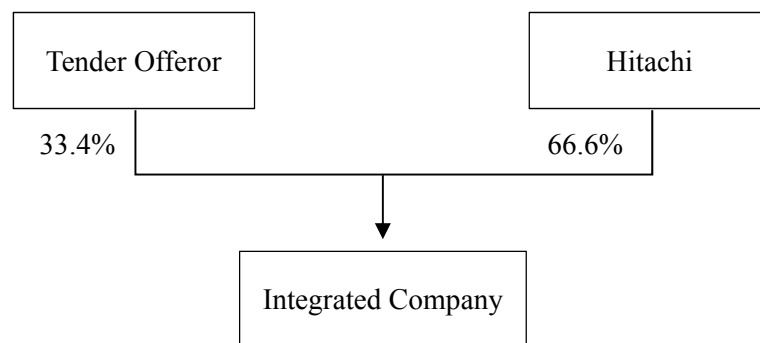 Tender Offeror
Hitachi
33.4%
66.6%
Integrated Company